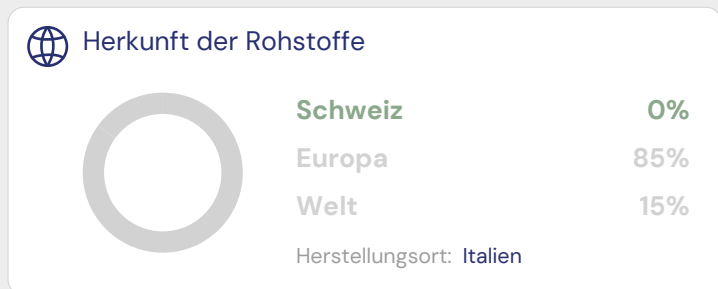 Herkunft der Rohstoffe
Schweiz 0%
Europa 85%
Welt 15%
Herstellungsort: Italien